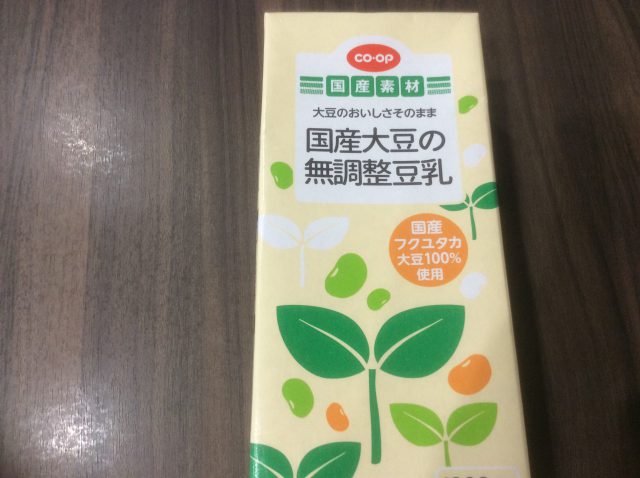 CO·OP
国産素材
大豆のおいしさそのまま
国産大豆の
無調整豆乳
国産
フクユタカ
大豆100%
使用